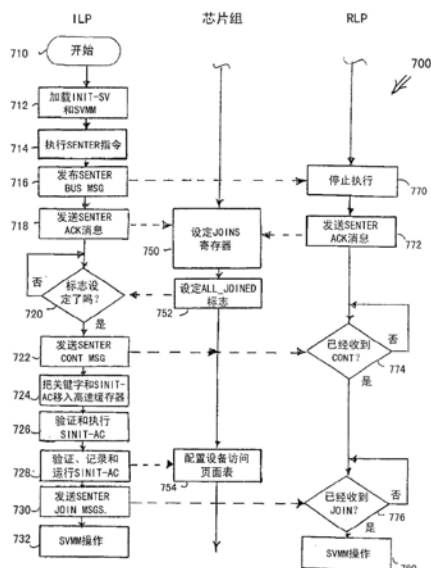 ILP
芯片组
RLP
700
710
开始
712
加载INIT-SV
和SVMM
714
执行SENTER指令
716
发布SENTER
BUS MSG
停止执行
770
718
发送SENTER
ACK消息
设定JOINS
寄存器
750
发送SENTER
ACK消息
772
否
标志设
定了吗?
720
是
设定ALL_JOINED
标志
752
722
发送SENTER
CONT MSG
已经收到
CONT?
否
774
是
724
把关键字和SINIT-
AC移入高速缓存器
726
验证和执行
SINIT-AC
728
验证、记录和
运行SINIT-AC
配置设备访问
页面表
754
730
发送SENTER
JOIN MSGS.
已经收到
JOIN?
否
776
是
732
SVMM操作
SVMM操作